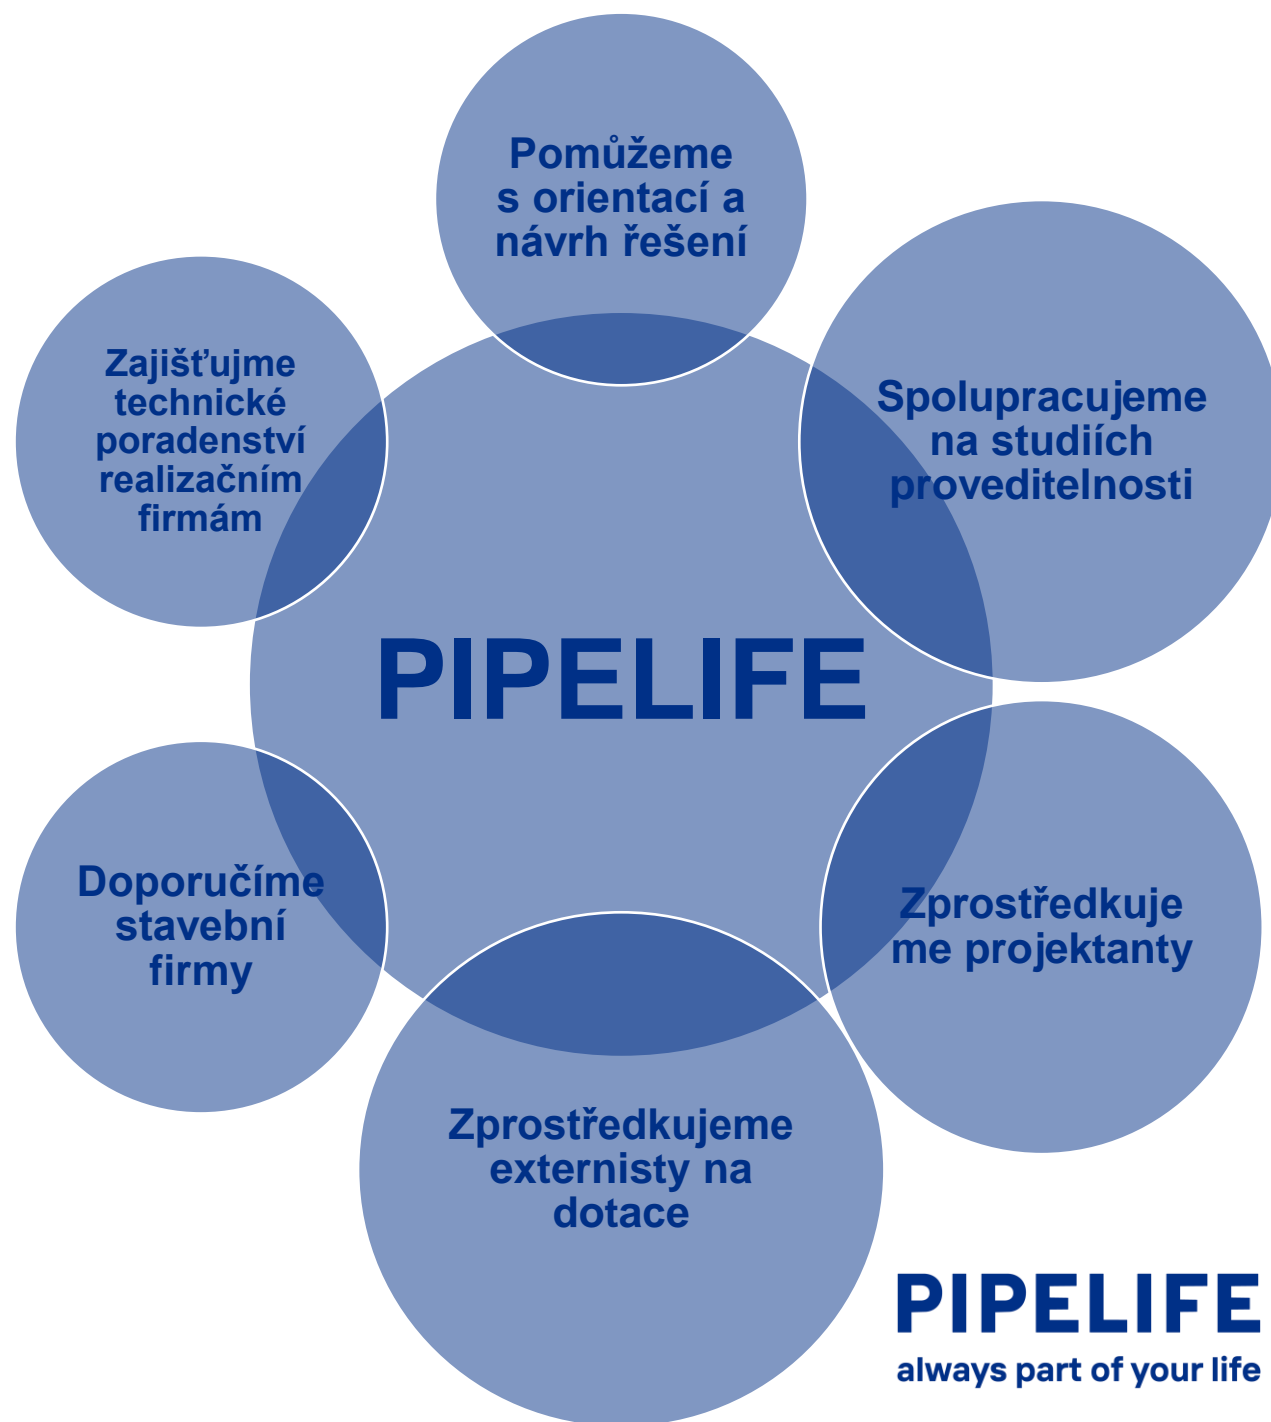 Pomůžeme
s orientací a
návrh řešení
Spolupracujeme
na studiích
proveditelnosti
Zprostředkuje
me projektanty
Zprostředkujeme
externisty na
dotace
Doporučíme
stavební
firmy
Zajišťujme
technické
poradenství
realizačním
firmám
PIPELIFE
PIPELIFE
always part of your life